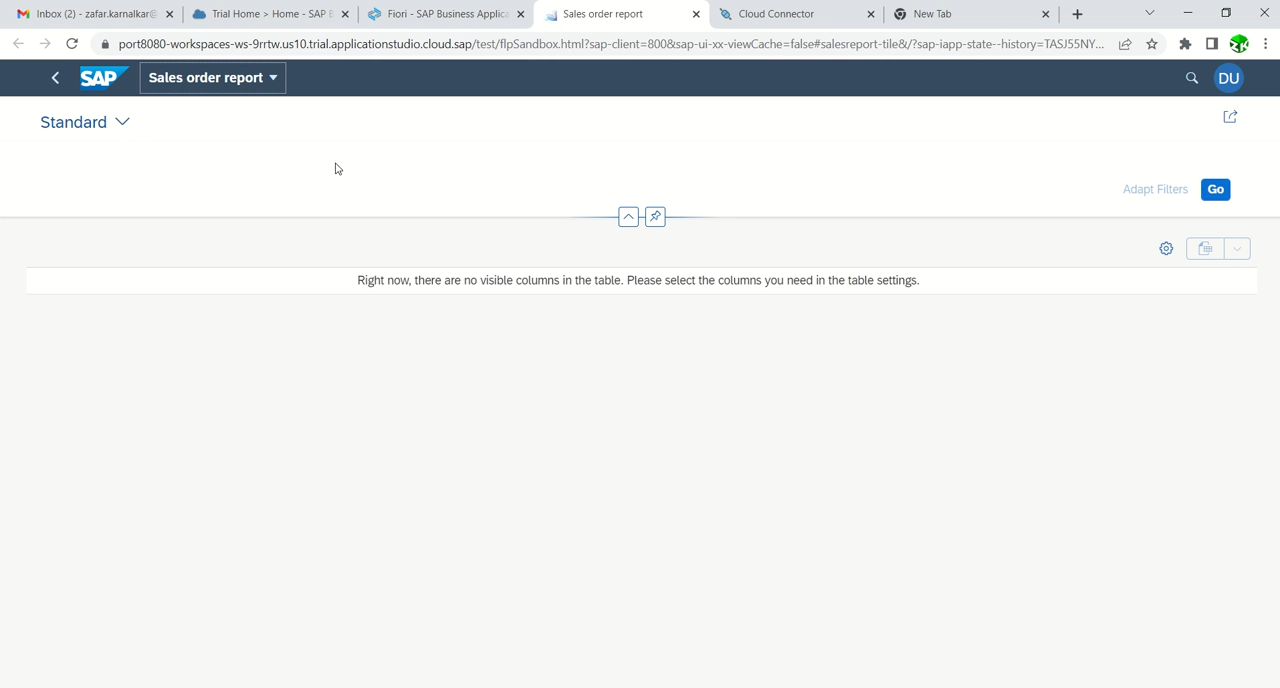 Inbox (2) - zafar.karnalkar@
Trial Home > Home - SAP B
Fiori - SAP Business Applica
Sales order report
Cloud Connector
New Tab
port8080-workspaces-ws-9rrtw.us10.trial.applicationstudio.cloud.sap/test/flpSandbox.html?sap-client=800&sap-ui-xx-viewCache=false#salesreport-tile&/?sap-iapp-state--history=TASJ55NY...
SAP
Sales order report
DU
Standard
Adapt Filters
Go
Right now, there are no visible columns in the table. Please select the columns you need in the table settings.